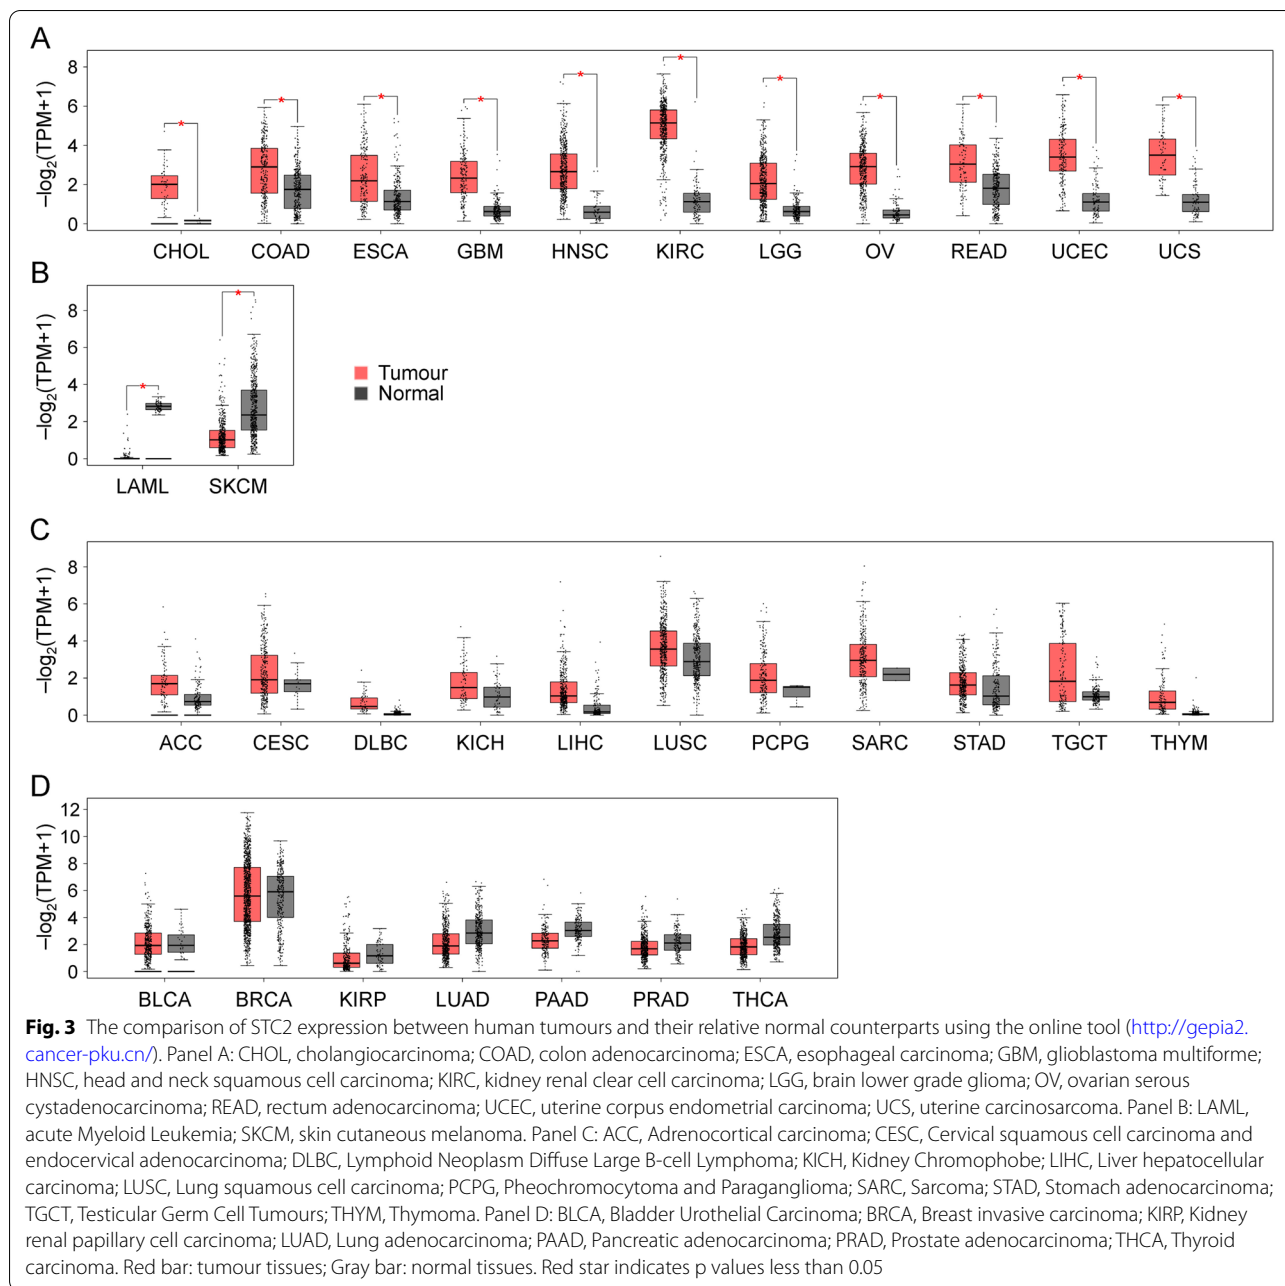 A
−log2(TPM+1)
8
6
4
2
0
CHOL COAD ESCA GBM HNSC KIRC LGG OV READ UCEC UCS
* * * * * * * * * * *
B
−log2(TPM+1)
8
6
4
2
0
* *
LAML SKCM
Tumour
Normal
C
−log2(TPM+1)
8
6
4
2
0
ACC CESC DLBC KICH LIHC LUSC PCPG SARC STAD TGCT THYM
D
−log2(TPM+1)
12
10
8
6
4
2
0
BLCA BRCA KIRP LUAD PAAD PRAD THCA
Fig. 3 The comparison of STC2 expression between human tumours and their relative normal counterparts using the online tool (http://gepia2.
cancer-pku.cn/). Panel A: CHOL, cholangiocarcinoma; COAD, colon adenocarcinoma; ESCA, esophageal carcinoma; GBM, glioblastoma multiforme;
HNSC, head and neck squamous cell carcinoma; KIRC, kidney renal clear cell carcinoma; LGG, brain lower grade glioma; OV, ovarian serous
cystadenocarcinoma; READ, rectum adenocarcinoma; UCEC, uterine corpus endometrial carcinoma; UCS, uterine carcinosarcoma. Panel B: LAML,
acute Myeloid Leukemia; SKCM, skin cutaneous melanoma. Panel C: ACC, Adrenocortical carcinoma; CESC, Cervical squamous cell carcinoma and
endocervical adenocarcinoma; DLBC, Lymphoid Neoplasm Diffuse Large B-cell Lymphoma; KICH, Kidney Chromophobe; LIHC, Liver hepatocellular
carcinoma; LUSC, Lung squamous cell carcinoma; PCPG, Pheochromocytoma and Paraganglioma; SARC, Sarcoma; STAD, Stomach adenocarcinoma;
TGCT, Testicular Germ Cell Tumours; THYM, Thymoma. Panel D: BLCA, Bladder Urothelial Carcinoma; BRCA, Breast invasive carcinoma; KIRP, Kidney
renal papillary cell carcinoma; LUAD, Lung adenocarcinoma; PAAD, Pancreatic adenocarcinoma; PRAD, Prostate adenocarcinoma; THCA, Thyroid
carcinoma. Red bar: tumour tissues; Gray bar: normal tissues. Red star indicates p values less than 0.05